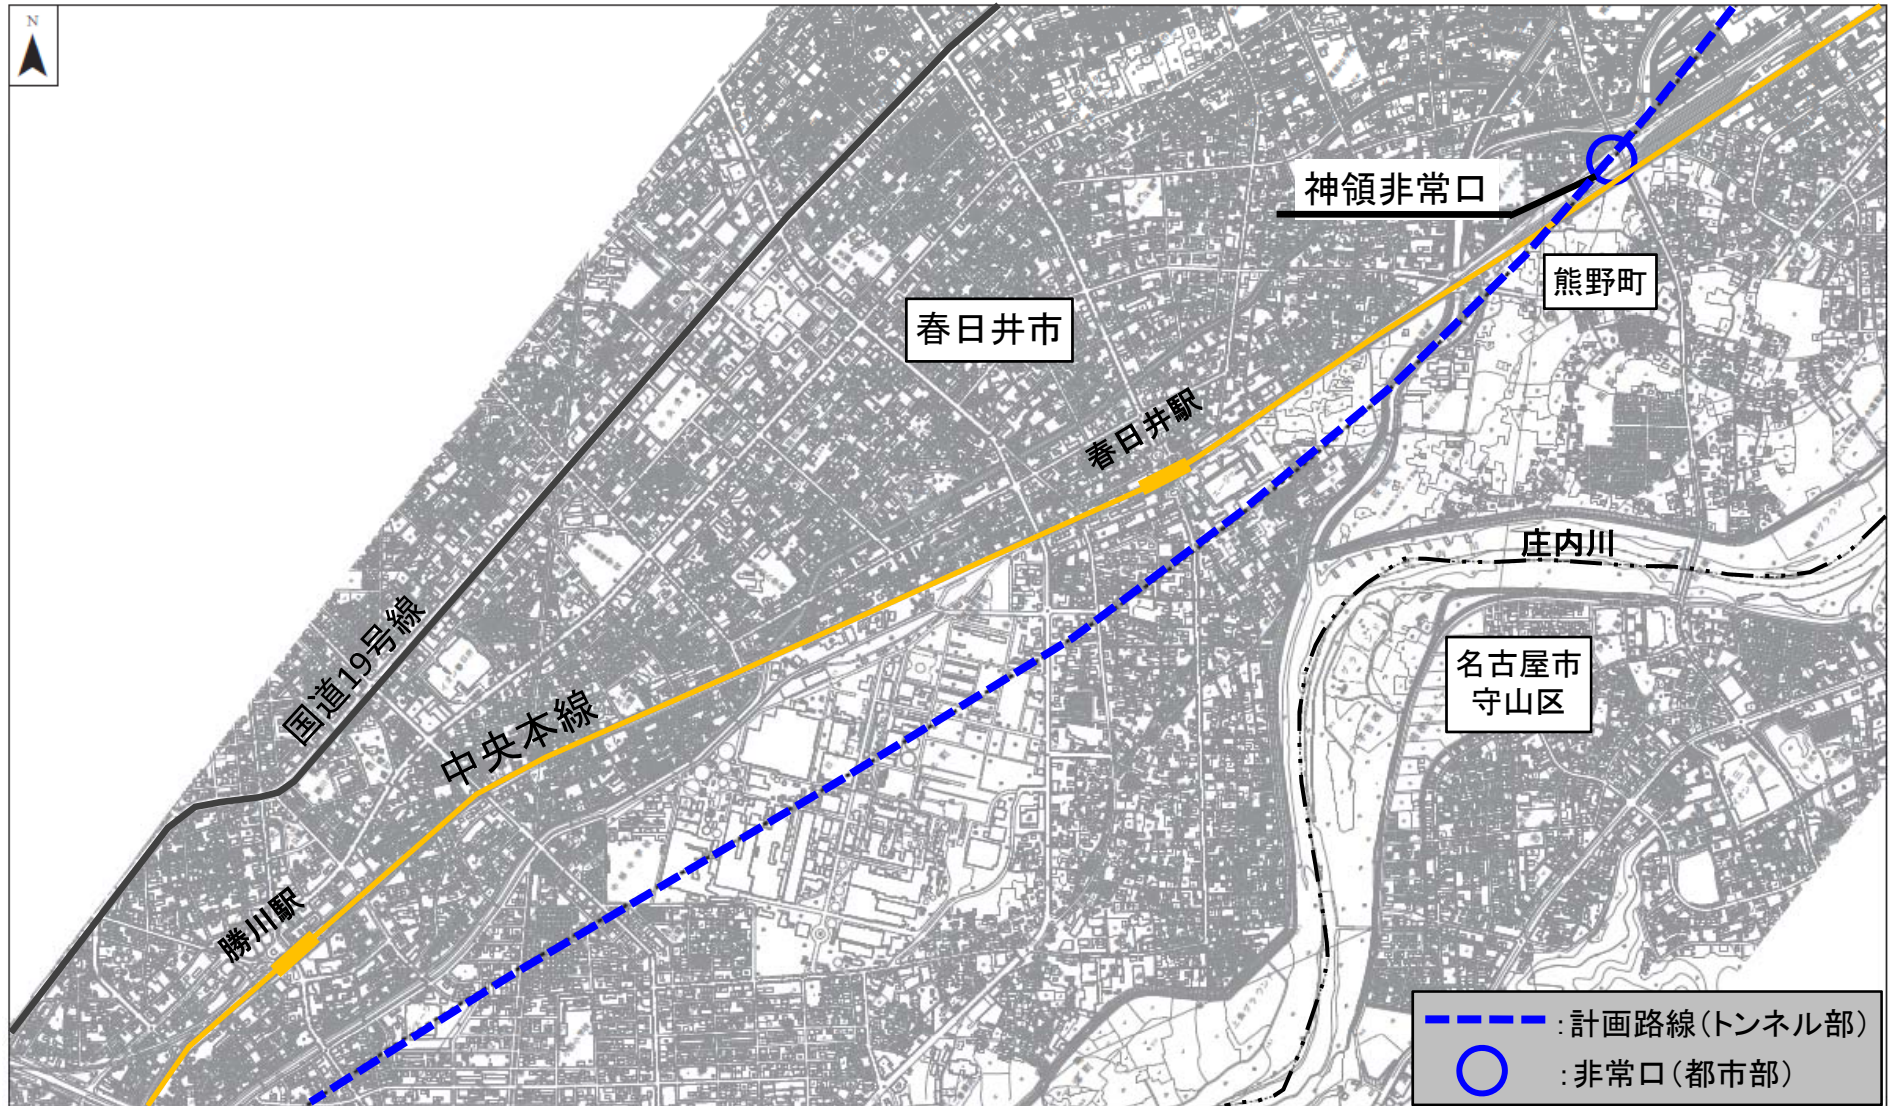 N
神領非常口
熊野町
春日井市
春日井駅
庄内川
国道19号線
名古屋市
守山区
中央本線
勝川駅
:計画路線(トンネル部)
:非常口(都市部)